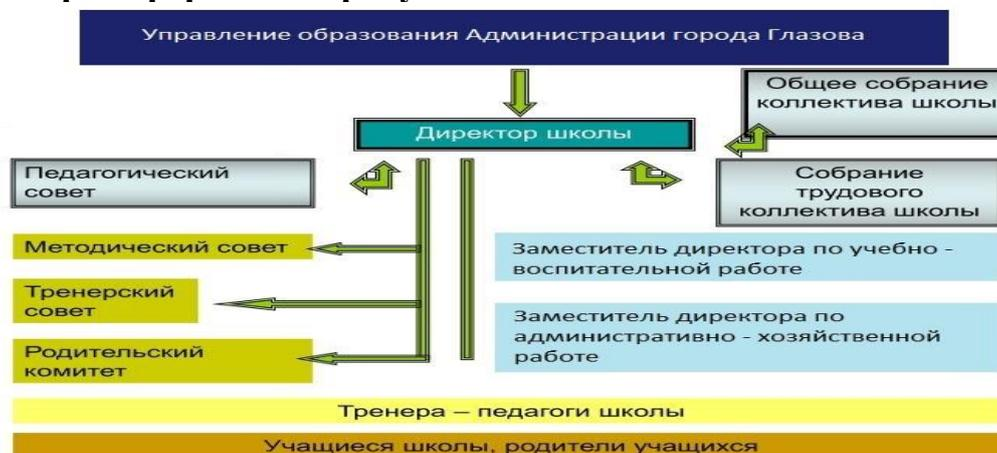 Управление образования Администрации города Глазова
Общее собрание
коллектива школы
Директор школы
Педагогический
совет
Собрание
трудового
коллектива школы
Методический совет
Заместитель директора по учебно -
воспитательной работе
Тренерский
совет
Заместитель директора по
административно - хозяйственной
работе
Родительский
комитет
Тренера – педагоги школы
Учащиеся школы, родители учащихся